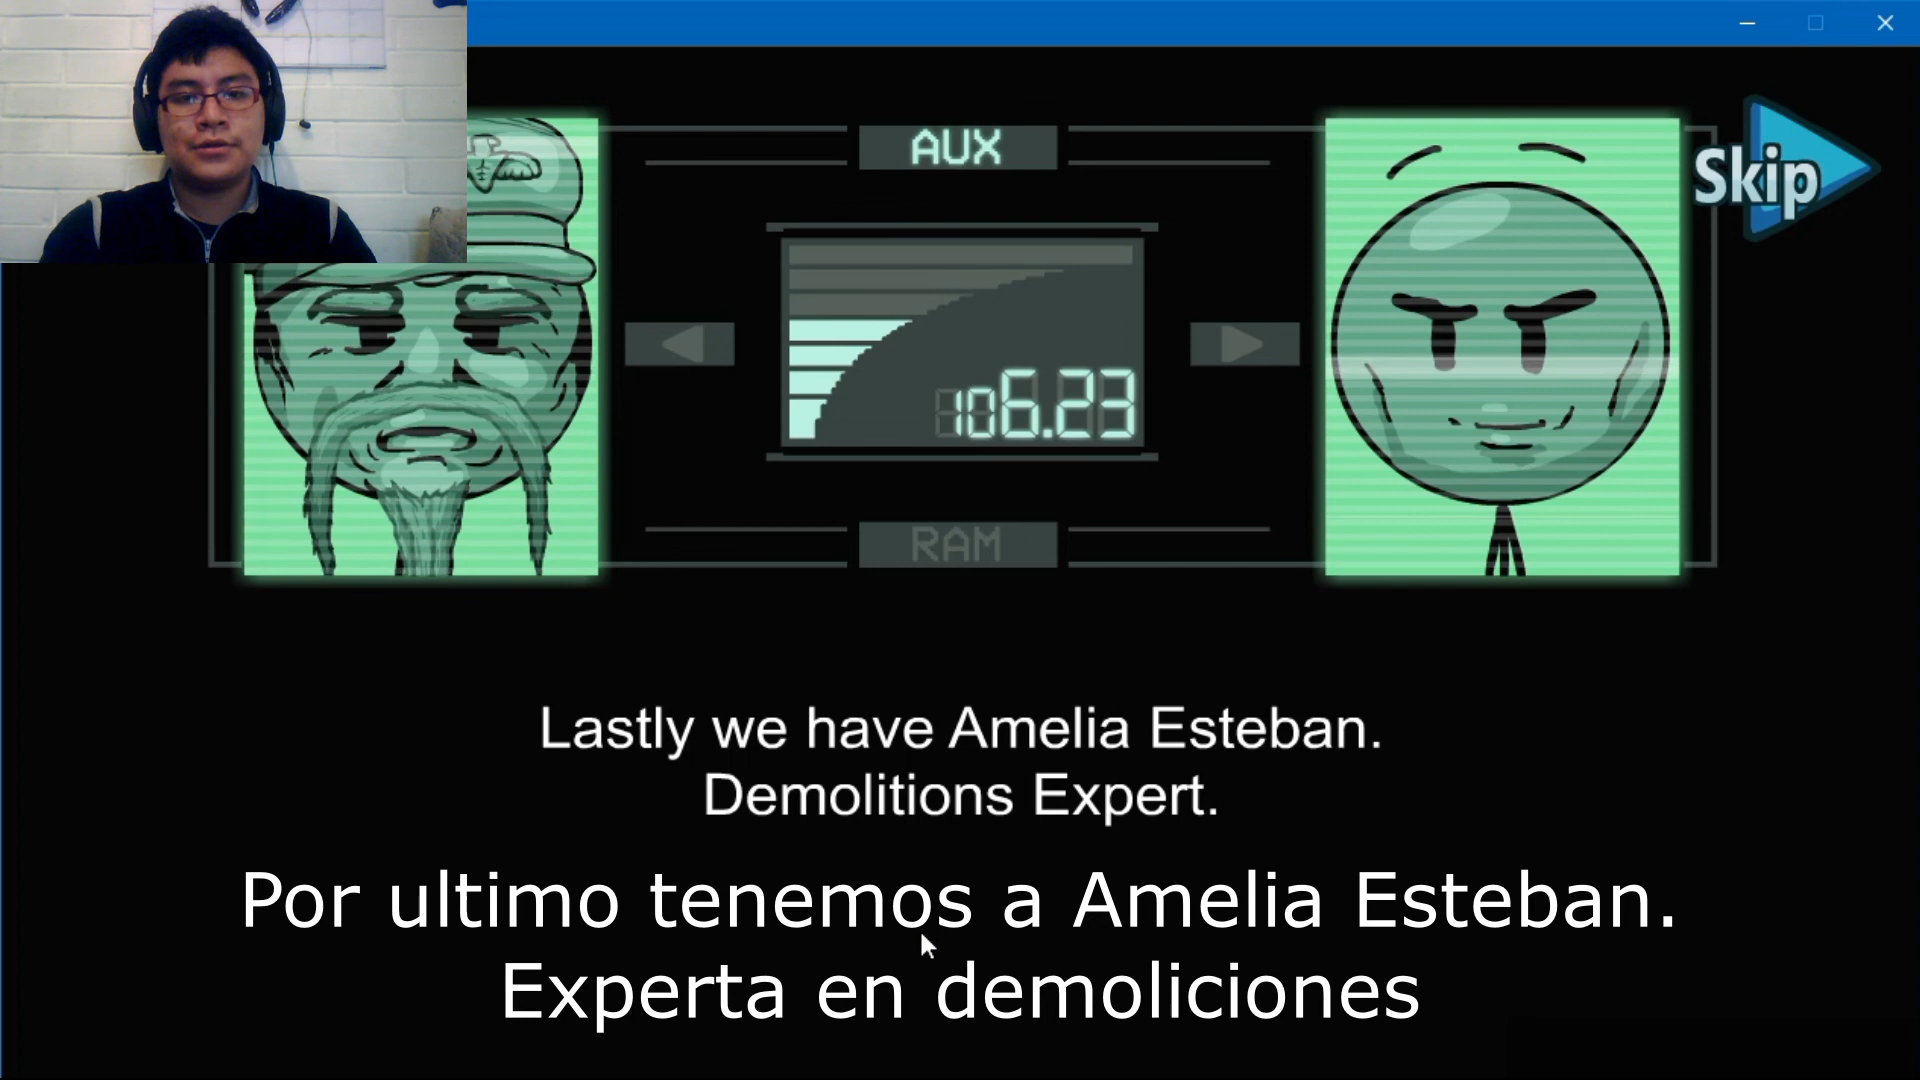 AUX
Skip
106.23
RAM
Lastly we have Amelia Esteban.
Demolitions Expert.
Por ultimo tenemos a Amelia Esteban.
Experta en demoliciones